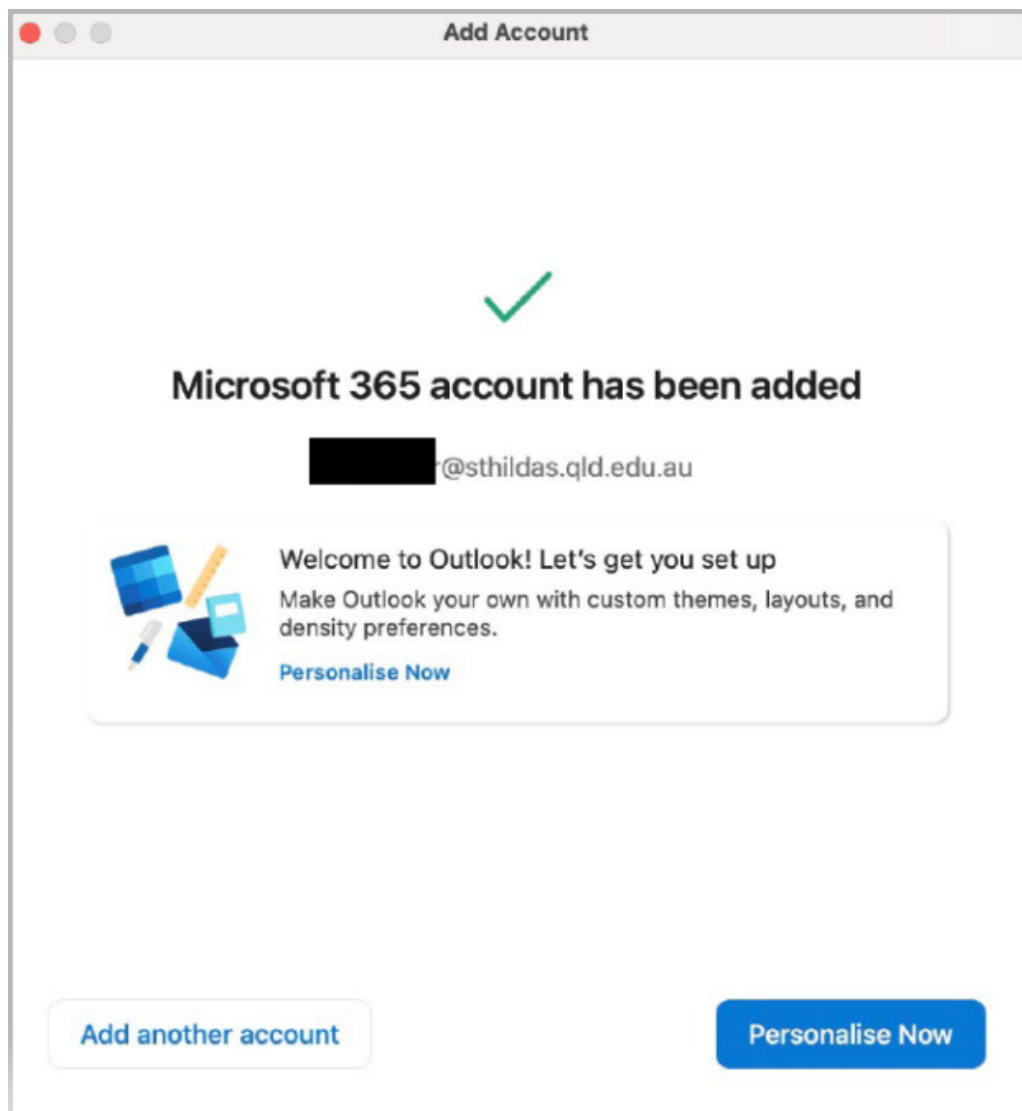 Add Account
Microsoft 365 account has been added
r@sthildas.qld.edu.au
Welcome to Outlook! Let's get you set up
Make Outlook your own with custom themes, layouts, and
density preferences.
Personalise Now
Add another account
Personalise Now